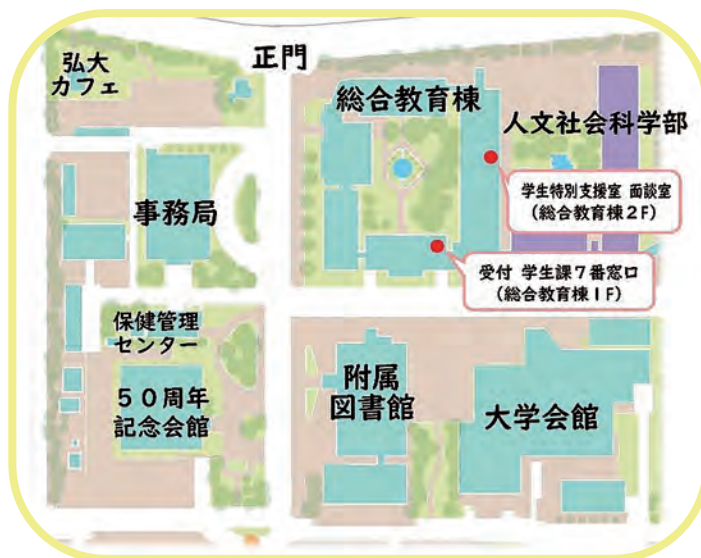 正門
弘大
カフェ
総合教育棟
人文社会科学部
学生特別支援室 面談室
(総合教育棟2F)
事務局
受付 学生課7番窓口
(総合教育棟1F)
保健管理
センター
50周年
記念会館
附属
図書館
大学会館